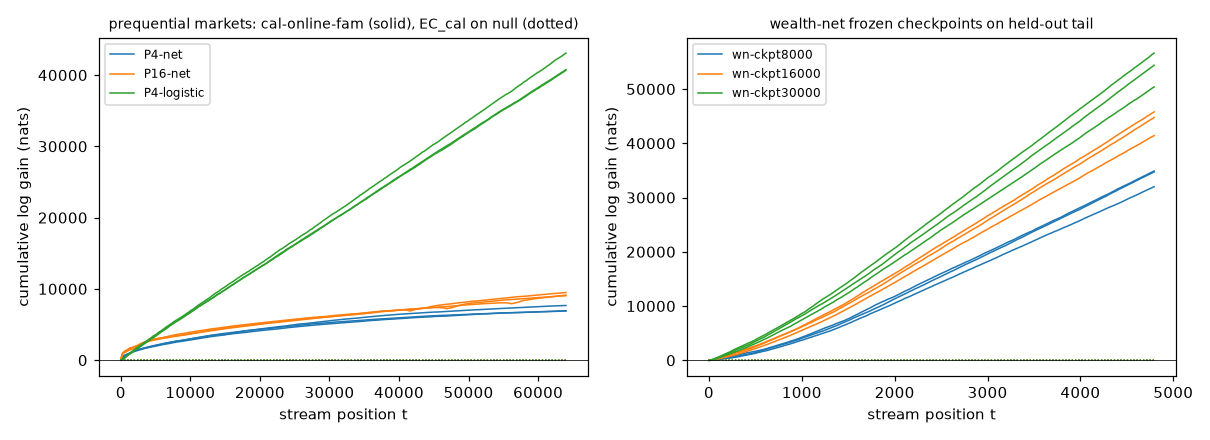 prequential markets: cal-online-fam (solid), EC_cal on null (dotted)
P4-net
P16-net
P4-logistic
40000
30000
20000
10000
0
cumulative log gain (nats)
0 10000 20000 30000 40000 50000 60000
stream position t
wealth-net frozen checkpoints on held-out tail
wn-ckpt8000
wn-ckpt16000
wn-ckpt30000
50000
40000
30000
20000
10000
0
cumulative log gain (nats)
0 1000 2000 3000 4000 5000
stream position t